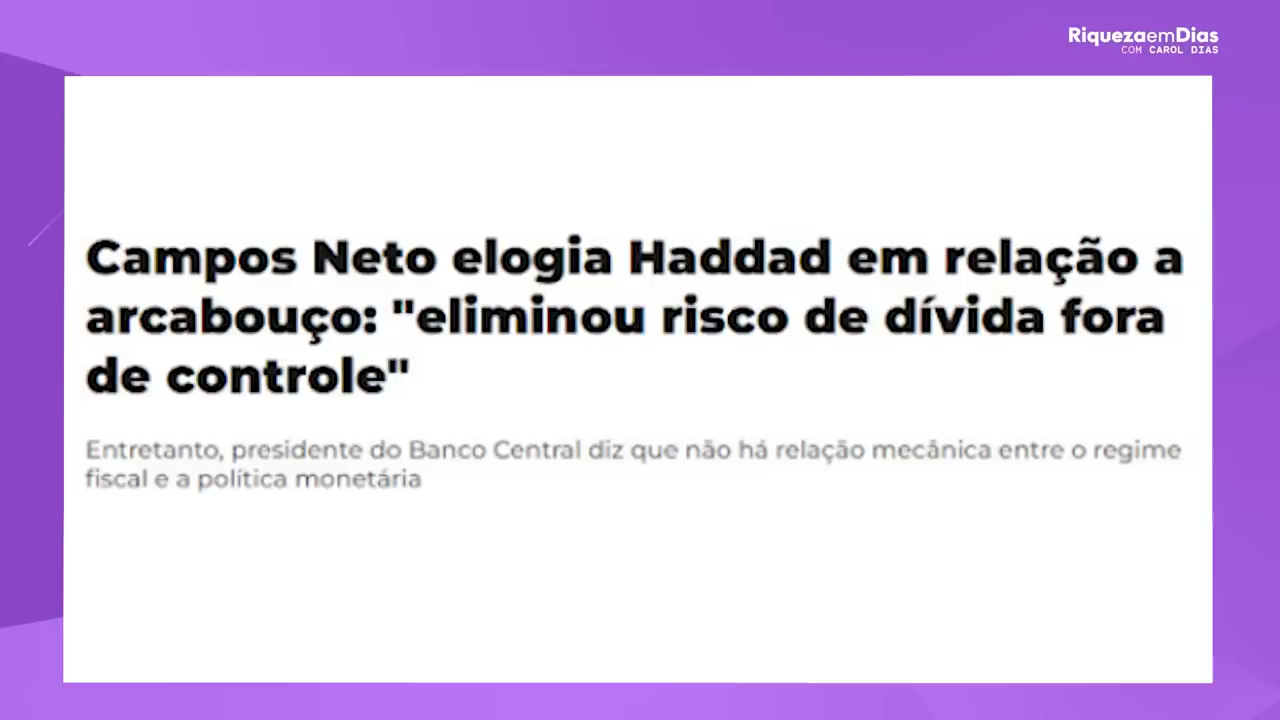 RiquezaemDias
COM CAROL DIAS
Campos Neto elogia Haddad em relação a
arcabouço: "eliminou risco de dívida fora
de controle"
Entretanto, presidente do Banco Central diz que não há relação mecânica entre o regime
fiscal e a política monetária